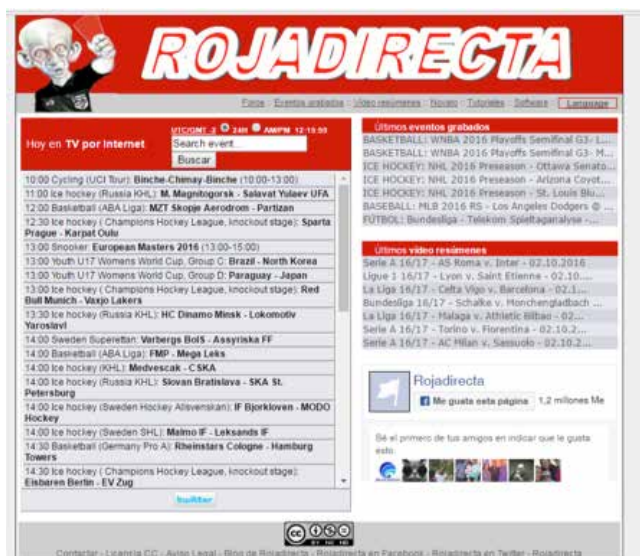 ROJADIRECTA
Foros Eventos grabados Video resúmenes Novato Tutoriales Software Language
Hoy en TV por Internet
UTC/GMT -2 24H AM/PM 12:19:59
Search event...
Buscar
10:00 Cycling (UCI Tour): Binche-Chimay-Binche (10:00-13:00)
11:00 Ice hockey (Russia KHL): M. Magnitogorsk - Salavat Yulaev UFA
12:00 Basketball (ABA Liga): MZT Skopje Aerodrom - Partizan
12:30 Ice hockey ( Champions Hockey League, knockout stage): Sparta
Prague - Karpat Oulu
13:00 Snooker: European Masters 2016 (13:00-15:00)
13:00 Youth U17 Womens World Cup, Group C: Brazil - North Korea
13:00 Youth U17 Womens World Cup, Group D: Paraguay - Japan
13:00 Ice hockey ( Champions Hockey League, knockout stage): Red
Bull Munich - Vaxjo Lakers
13:30 Ice hockey (Russia KHL): HC Dinamo Minsk - Lokomotiv
Yaroslavl
14:00 Sweden Superettan: Varbergs BoIS - Assyriska FF
14:00 Basketball (ABA Liga): FMP - Mega Leks
14:00 Ice hockey (KHL): Medvescak - CSKA
14:00 Ice hockey (Russia KHL): Slovan Bratislava - SKA St.
Petersburg
14:00 Ice hockey (Sweden Hockey Allsvenskan): IF Bjorkloven - MODO
Hockey
14:00 Ice hockey (Sweden SHL): Malmo IF - Leksands IF
14:30 Basketball (Germany Pro A): Rheinstars Cologne - Hamburg
Towers
14:30 Ice hockey ( Champions Hockey League, knockout stage):
Eisbaren Berlin - EV Zug
twitter
Últimos eventos grabados
BASKETBALL: WNBA 2016 Playoffs Semifinal G3- L...
BASKETBALL: WNBA 2016 Playoffs Semifinal G3- M...
ICE HOCKEY: NHL 2016 Preseason - Ottawa Senato...
ICE HOCKEY: NHL 2016 Preseason - Arizona Coyot...
ICE HOCKEY: NHL 2016 Preseason - St. Louis Blu...
BASEBALL: MLB 2016 RS - Los Angeles Dodgers @ ...
FÚTBOL: Bundesliga - Telekom Spieltaganalyse -...
Últimos video resúmenes
Serie A 16/17 - AS Roma v. Inter - 02.10.2016
Ligue 1 16/17 - Lyon v. Saint Etienne - 02.10....
La Liga 16/17 - Celta Vigo v. Barcelona - 02.1...
Bundesliga 16/17 - Schalke v. Monchengladbach ...
La Liga 16/17 - Malaga v. Athletic Bilbao - 02...
Serie A 16/17 - Torino v. Fiorentina - 02.10.2...
Serie A 16/17 - AC Milan v. Sassuolo - 02.10....
Rojadirecta
Me gusta esta página 1,2 millones Me
Sé el primero de tus amigos en indicar que le gusta
esto.
cc BY NC ND
Contactar - Licensia CC - Aviso Legal - Blog de Rojadirecta - Rojadirecta en Facebook - Rojadirecta en Twitter - Rojadirecta